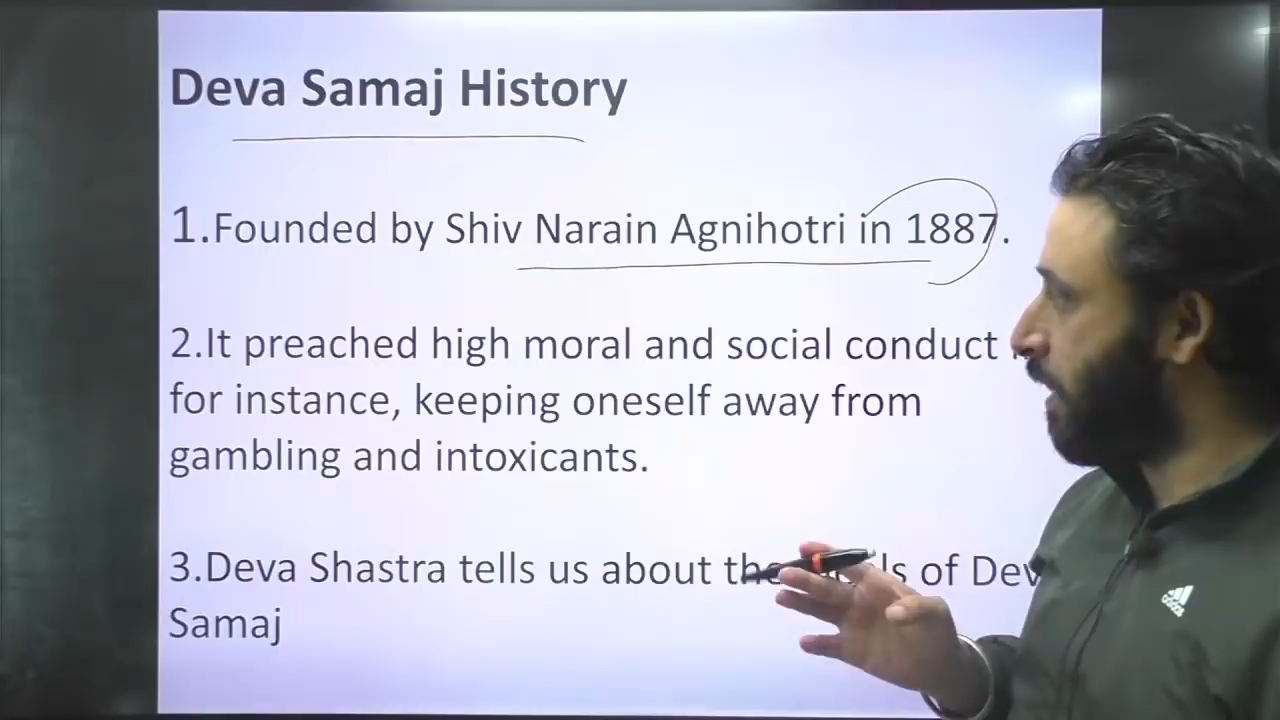 Deva Samaj History
1.Founded by Shiv Narain Agnihotri in 1887.
2.It preached high moral and social conduct
for instance, keeping oneself away from
gambling and intoxicants.
3.Deva Shastra tells us about the of
Samaj
adidas